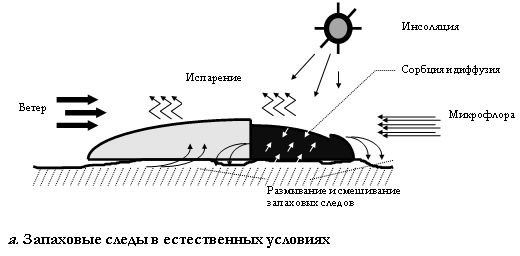 Инсоляция
Сорбция и диффузия
Испарение
Ветер
Микрофлора
Размывание и смешивание
запаховых следов
а. Запаховые следы в естественных условиях